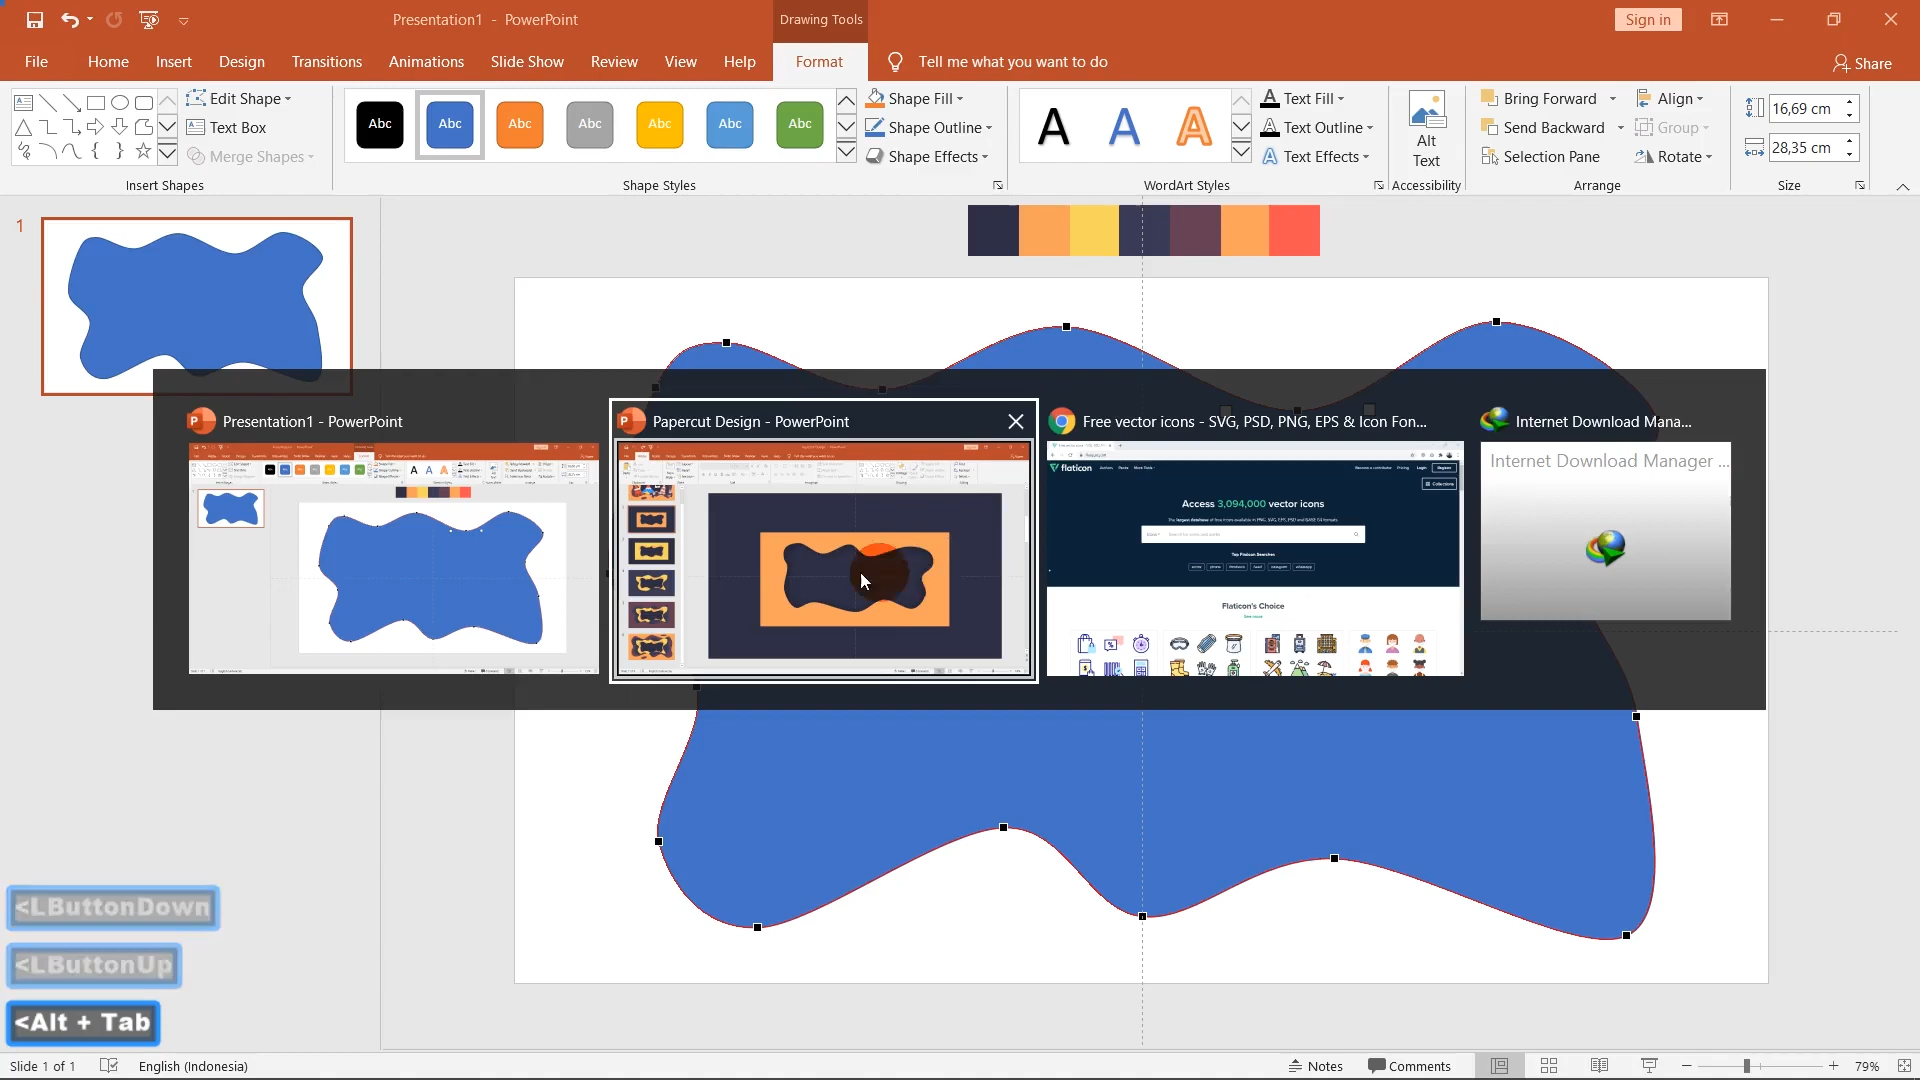 Presentation1 - PowerPoint
Drawing Tools
Sign in
File
Home
Insert
Design
Transitions
Animations
Slide Show
Review
View
Help
Format
Tell me what you want to do
Share
Edit Shape
Text Box
Merge Shapes
Insert Shapes
Abc
Abc
Abc
Abc
Abc
Abc
Abc
Shape Styles
Shape Fill
Shape Outline
Shape Effects
A
A
A
WordArt Styles
Text Fill
Text Outline
Text Effects
Alt
Text
Accessibility
Bring Forward
Send Backward
Selection Pane
Align
Group
Rotate
Arrange
16,69 cm
28,35 cm
Size
1
Presentation1 - PowerPoint
Papercut Design - PowerPoint
Free vector icons - SVG, PSD, PNG, EPS & Icon Fon...
Internet Download Mana...
Internet Download Manager ...
flaticon
Access 3,094,000 vector icons
Flaticon's Choice
<LButtonDown
<LButtonUp
<Alt + Tab
Slide 1 of 1
English (Indonesia)
Notes
Comments
79%